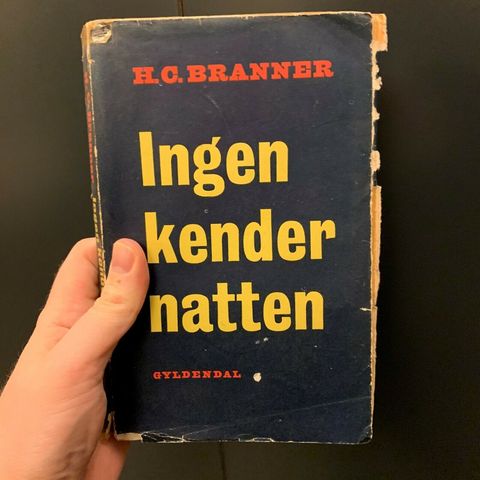 H.C. BRANNER
Ingen
kender
natten
GYLDENDAL